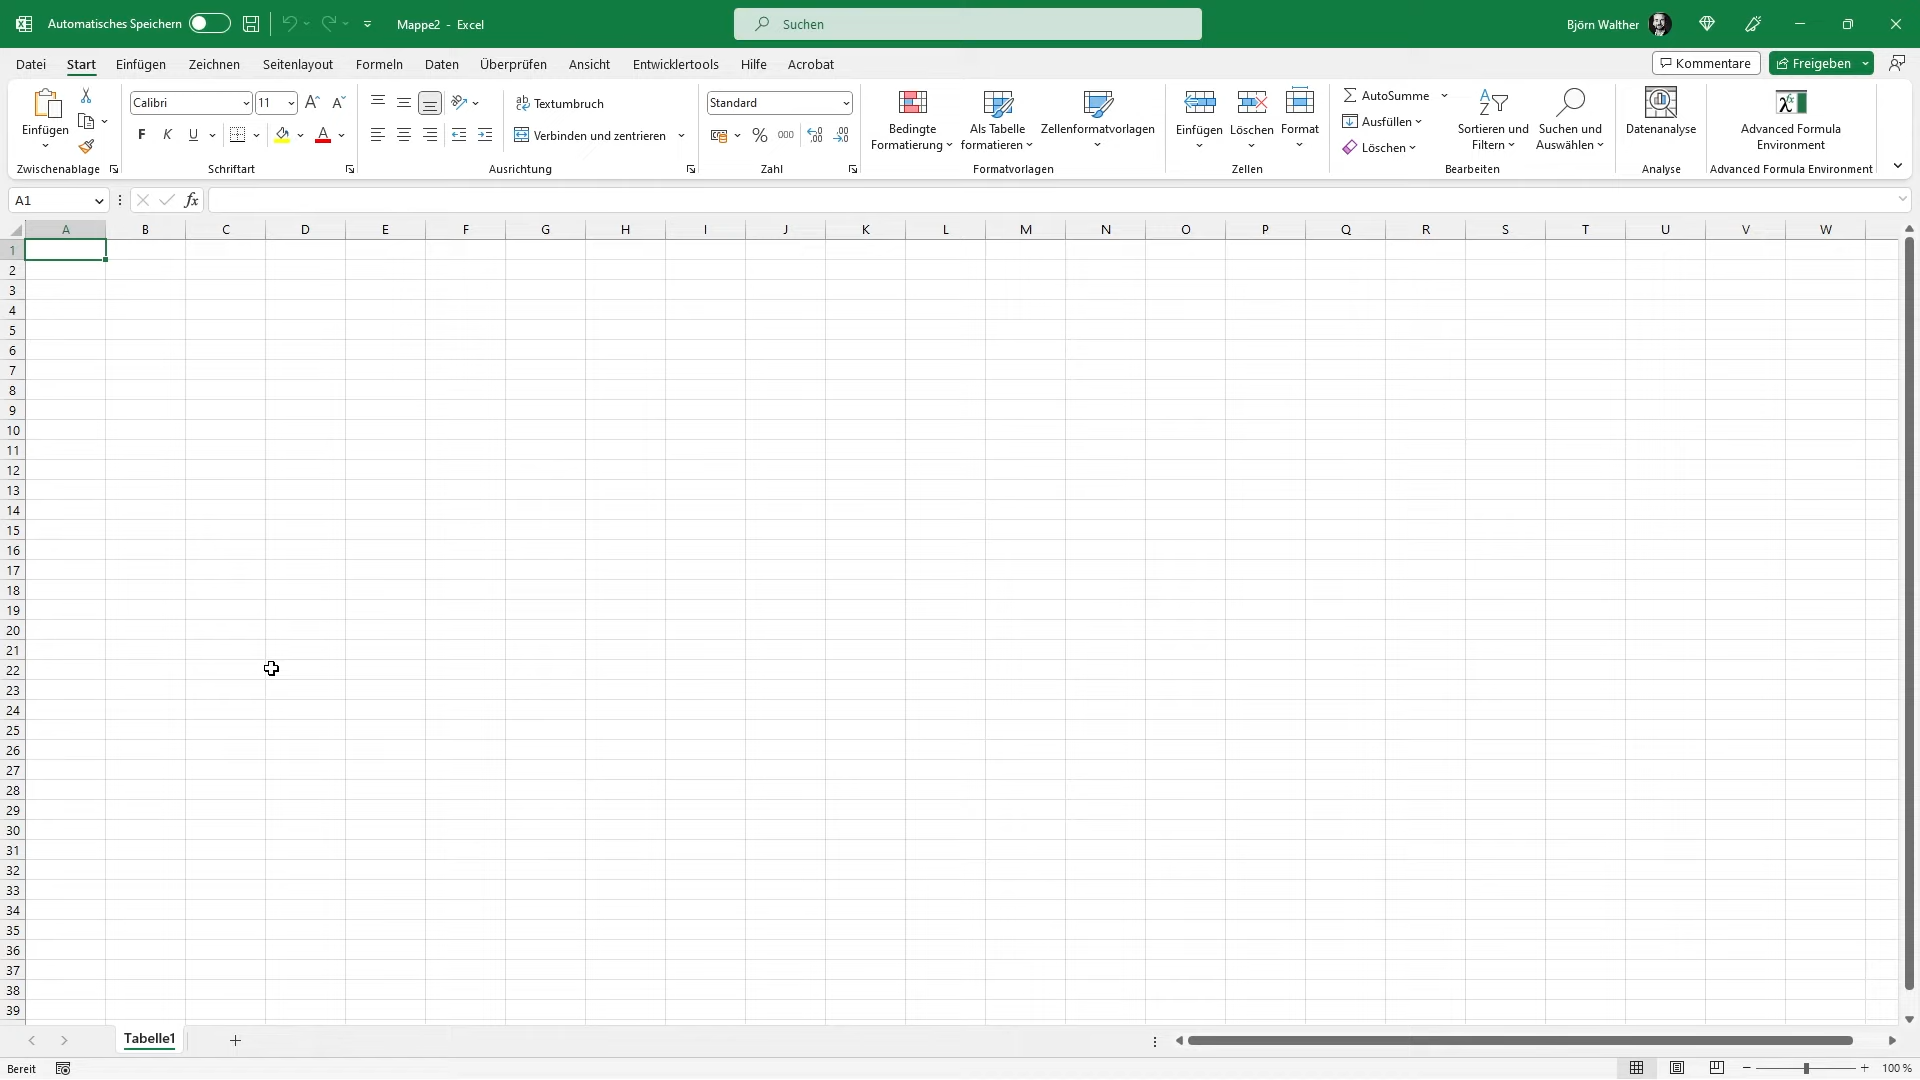 Automatisches Speichern Mappe2 - Excel Suchen Björn Walther
Datei Start Einfügen Zeichnen Seitenlayout Formeln Daten Überprüfen Ansicht Entwicklertools Hilfe Acrobat Kommentare Freigeben
Einfügen
Zwischenablage
Calibri 11
F K U
Schriftart
Textumbruch
Verbinden und zentrieren
Ausrichtung
Standard
% 000
Zahl
Bedingte
Formatierung
Als Tabelle
formatieren
Zellenformatvorlagen
Formatvorlagen
Einfügen Löschen Format
Zellen
AutoSumme
Ausfüllen
Löschen
Sortieren und
Filtern
Suchen und
Auswählen
Bearbeiten
Datenanalyse
Analyse
Advanced Formula
Environment
Advanced Formula Environment
A1 fx
A B C D E F G H I J K L M N O P Q R S T U V W
1
2
3
4
5
6
7
8
9
10
11
12
13
14
15
16
17
18
19
20
21
22
23
24
25
26
27
28
29
30
31
32
33
34
35
36
37
38
39
Tabelle1
Bereit 100 %